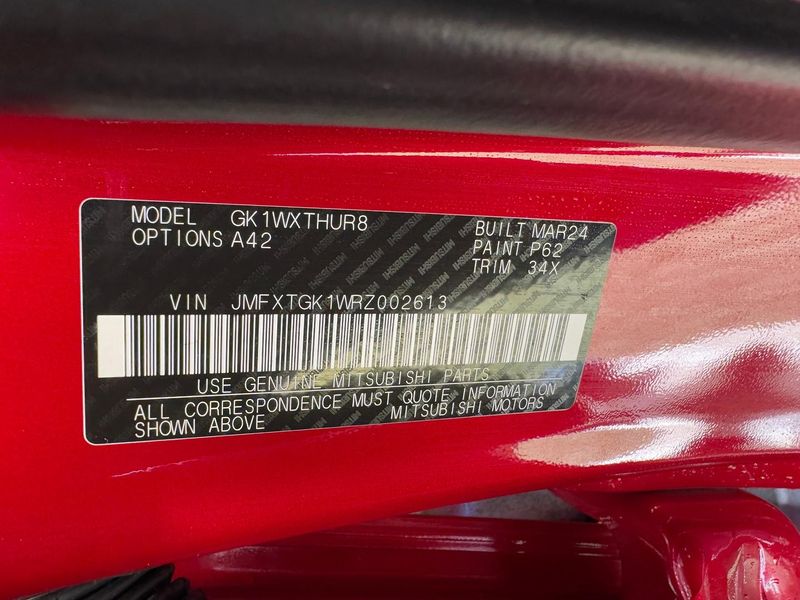 MODEL GK1WXTHUR8
OPTIONS A42
BUILT MAR24
PAINT P62
TRIM 34X
VIN JMFXTGK1WRZ002613
USE GENUINE MITSUBISHI PARTS
ALL CORRESPONDENCE MUST QUOTE INFORMATION
SHOWN ABOVE MITSUBISHI MOTORS